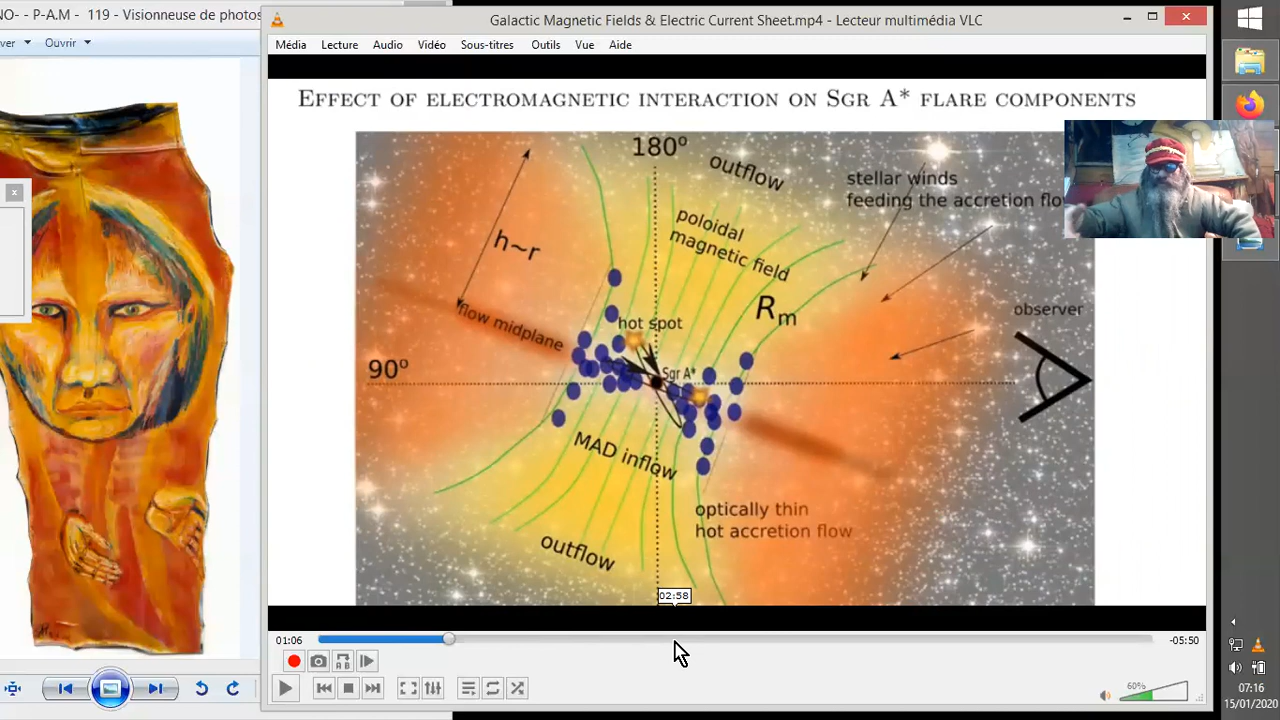 NO- - P-A-M - 119 - Visionneuse de photos
Ouvrir
Galactic Magnetic Fields & Electric Current Sheet.mp4 - Lecteur multimédia VLC
Média Lecture Audio Vidéo Sous-titres Outils Vue Aide
Effect of electromagnetic interaction on Sgr A* flare components
180º
outflow
stellar winds
feeding the accretion flo
poloidal
magnetic field
h~r
Rm
observer
flow midplane
hot spot
90º
Sgr A*
MAD inflow
optically thin
hot accretion flow
outflow
02:58
01:06
-05:50
A
B
60%
07:16
15/01/2020